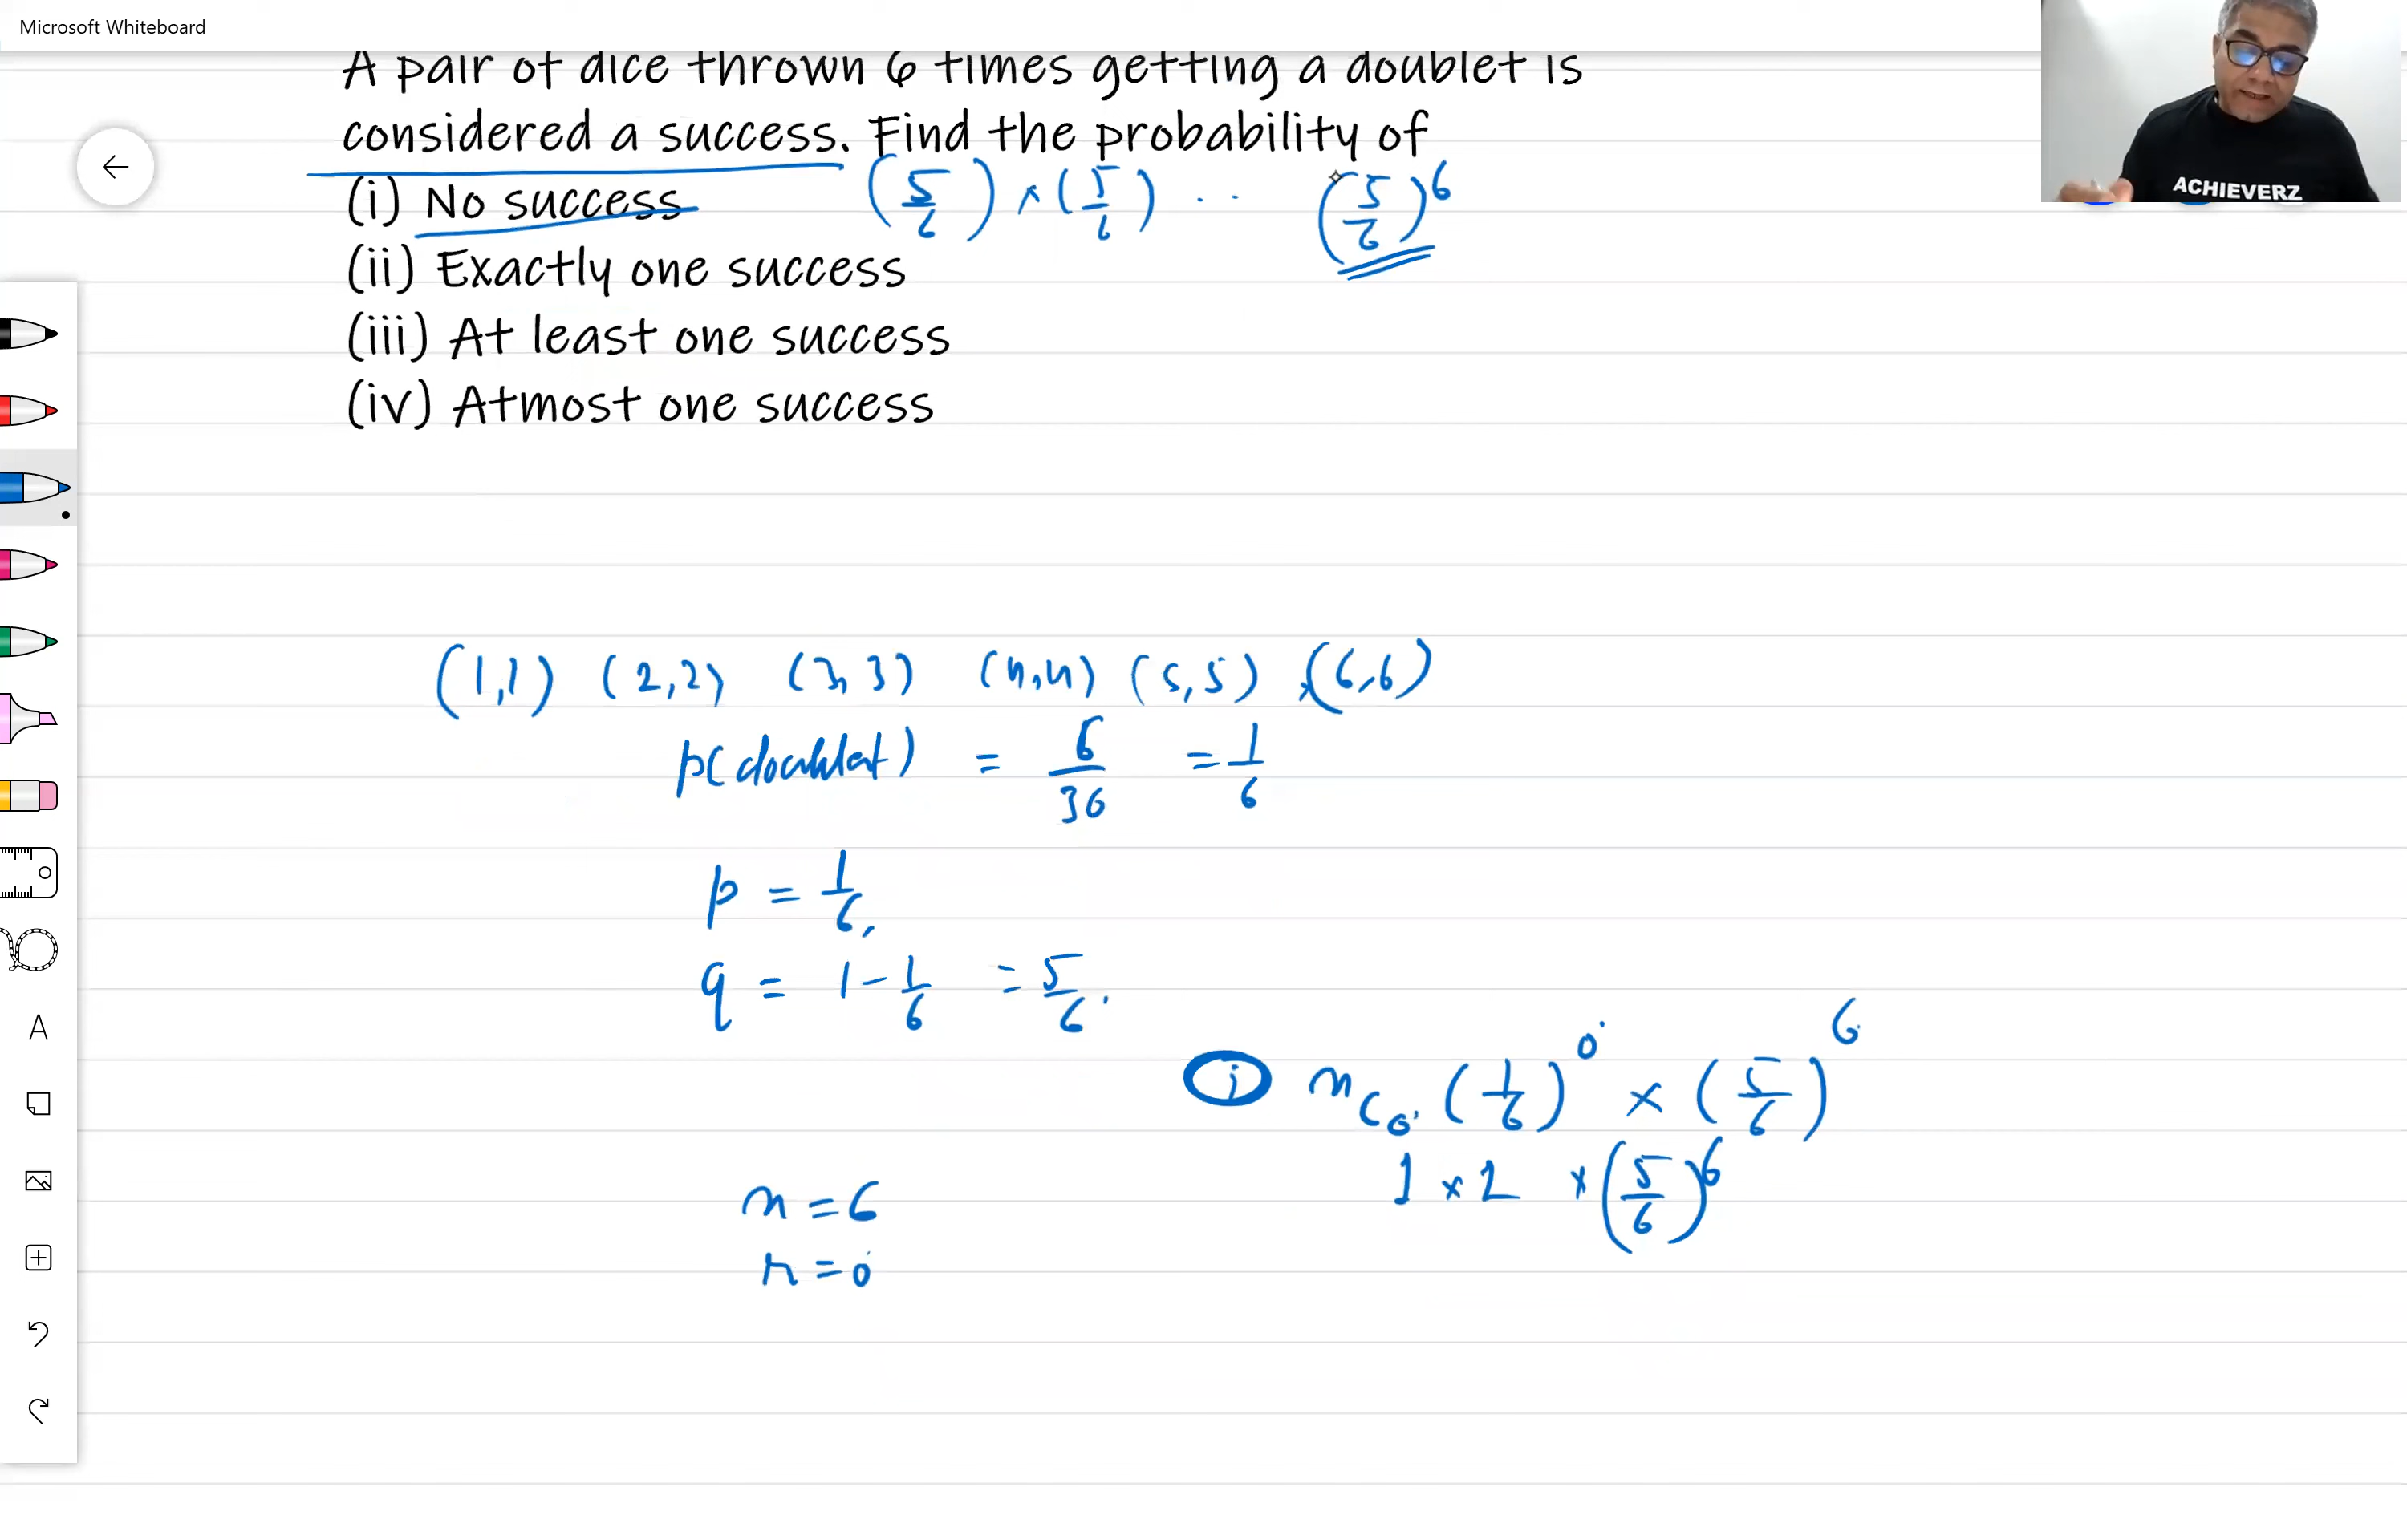 Microsoft Whiteboard
A pair of dice thrown 6 times getting a doublet is
considered a success. Find the probability of
(i) No success (5/6) × (5/6) .. (5/6)^6
(ii) Exactly one success
(iii) At least one success
(iv) Atmost one success
ACHIEVERZ
(1,1) (2,2) (3,3) (4,4) (5,5) (6,6)
p(doublet) = 6/36 = 1/6
p = 1/6,
q = 1 - 1/6 = 5/6.
(i) nC0 (1/6)^0 × (5/6)^6
1 × 1 × (5/6)^6
n = 6
r = 0
A